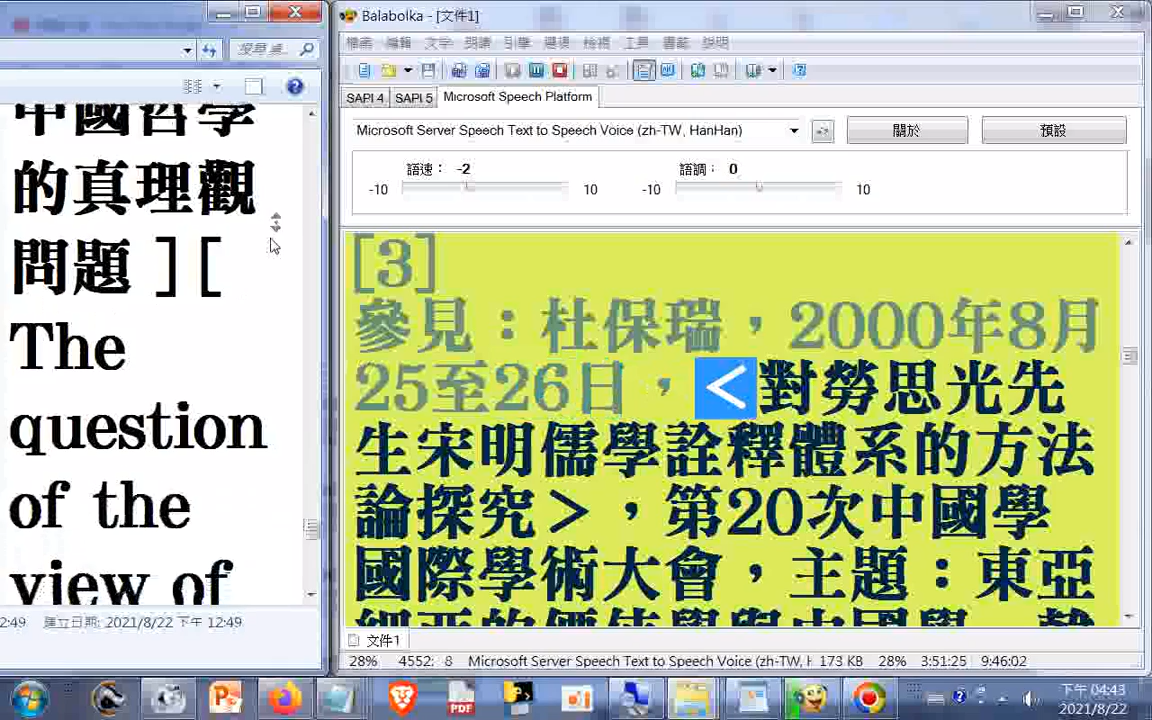 中國哲學
的真理觀
問題 ][
The
question
of the
view of
2:49 建立日期: 2021/8/22 下午 12:49
Balabolka - [文件1]
檔案 編輯 文字 朗讀 引擎 選項 檢視 工具 書籤 說明
SAPI 4 SAPI 5 Microsoft Speech Platform
Microsoft Server Speech Text to Speech Voice (zh-TW, HanHan) 關於 預設
語速： -2 語調： 0
-10 10 -10 10
[3]
參見：杜保瑞，2000年8月
25至26日，<對勞思光先
生宋明儒學詮釋體系的方法
論探究>，第20次中國學
國際學術大會，主題：東亞
文件1
28% 4552: 8 Microsoft Server Speech Text to Speech Voice (zh-TW, H 173 KB 28% 3:51:25 9:46:02
PDF
下午 04:43
2021/8/22